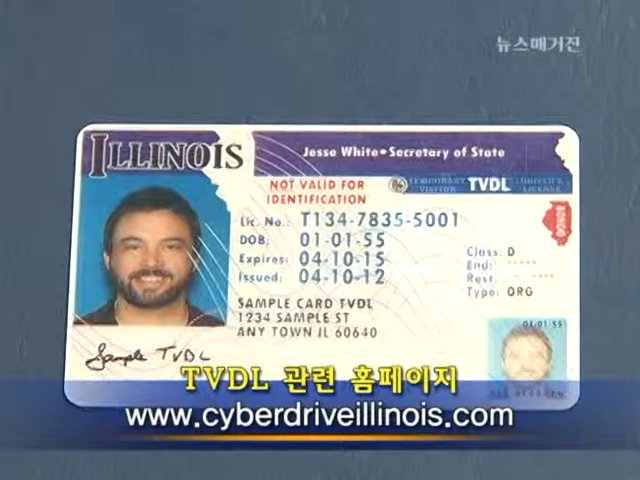 뉴스매거진
ILLINOIS
Jesse White•Secretary of State
NOT VALID FOR
IDENTIFICATION
TEMPORARY
VISITOR
TVDL
DRIVER'S
LICENSE
Lic. No.: T134-7835-5001
DOB: 01-01-55
Expires: 04-10-15
Issued: 04-10-12
DONOR
Class: D
End:
Rest:
Type: ORG
SAMPLE CARD TVDL
1234 SAMPLE ST
ANY TOWN IL 60640
01-01-55
Sample TVDL
TVDL 관련 홈페이지
www.cyberdriveillinois.com